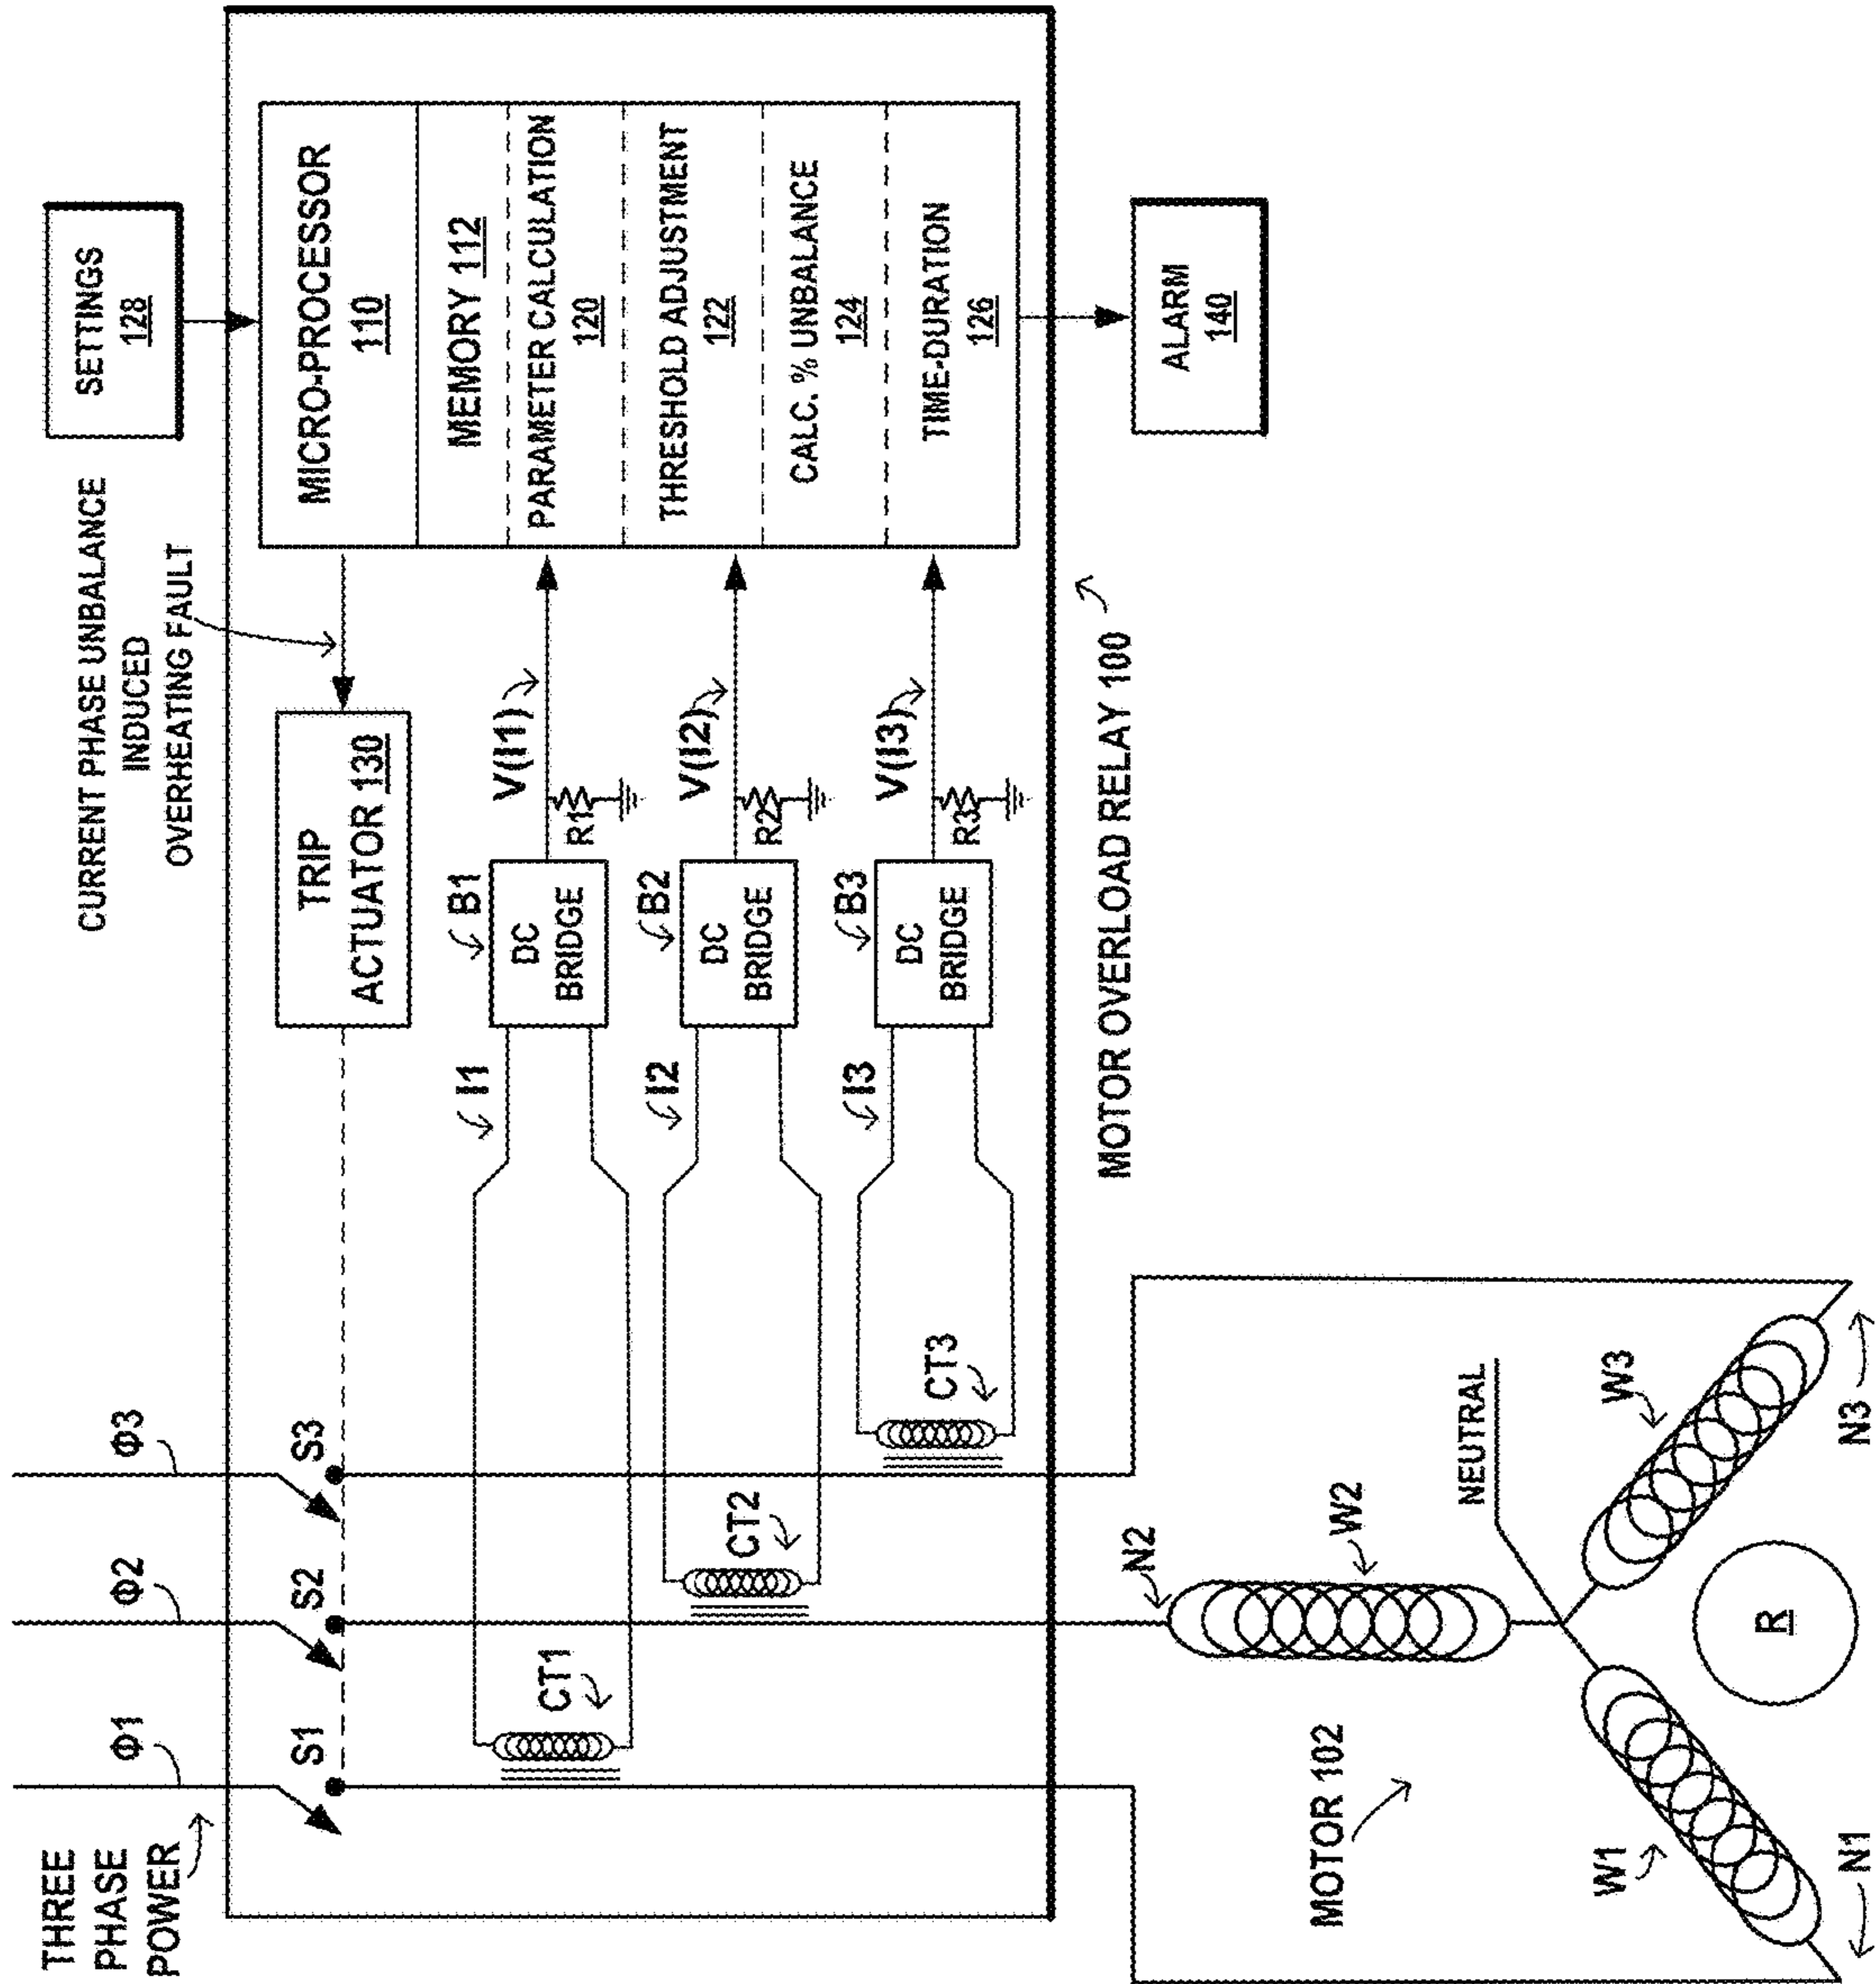 THREE
PHASE
POWER
Φ1
Φ2
Φ3
S1
S2
S3
CURRENT PHASE UNBALANCE
INDUCED
OVERHEATING FAULT
SETTINGS
128
TRIP
ACTUATOR 130
MICRO-PROCESSOR
110
MEMORY 112
PARAMETER CALCULATION
120
THRESHOLD ADJUSTMENT
122
CALC. % UNBALANCE
124
TIME-DURATION
126
CT1
I1
B1
DC
BRIDGE
R1
V(I1)
CT2
I2
B2
DC
BRIDGE
R2
V(I2)
CT3
I3
B3
DC
BRIDGE
R3
V(I3)
MOTOR OVERLOAD RELAY 100
ALARM
140
MOTOR 102
N2
W2
NEUTRAL
W1
W3
R
N1
N3